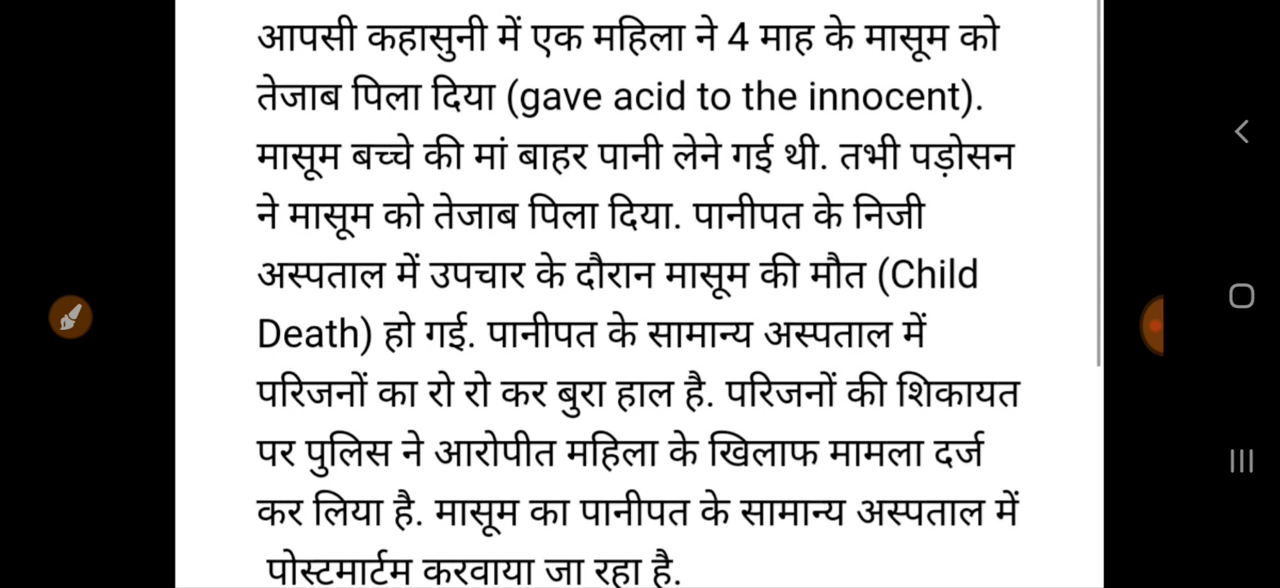 आपसी कहासुनी में एक महिला ने 4 माह के मासूम को
तेजाब पिला दिया (gave acid to the innocent).
मासूम बच्चे की मां बाहर पानी लेने गई थी. तभी पड़ोसन
ने मासूम को तेजाब पिला दिया. पानीपत के निजी
अस्पताल में उपचार के दौरान मासूम की मौत (Child
Death) हो गई. पानीपत के सामान्य अस्पताल में
परिजनों का रो रो कर बुरा हाल है. परिजनों की शिकायत
पर पुलिस ने आरोपीत महिला के खिलाफ मामला दर्ज
कर लिया है. मासूम का पानीपत के सामान्य अस्पताल में
पोस्टमार्टम करवाया जा रहा है.